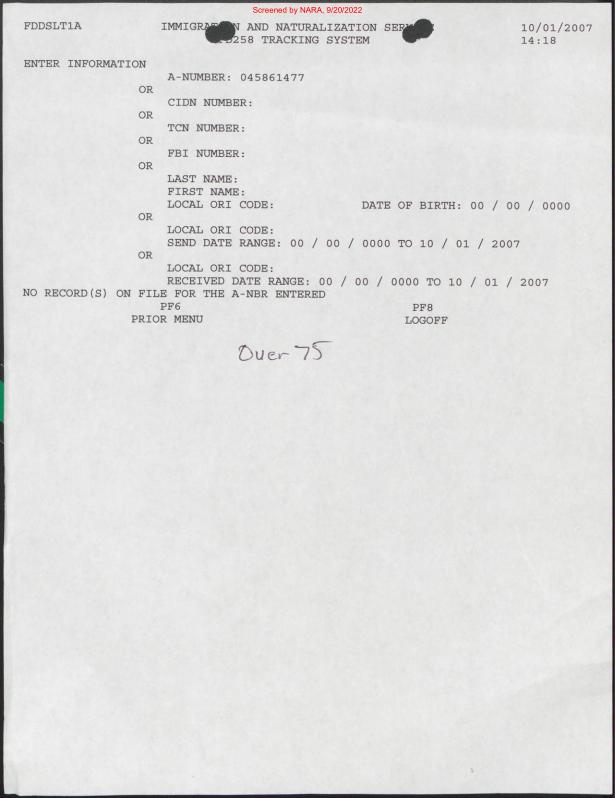 Screened by NARA, 9/20/2022
FDDSLT1A IMMIGRA N AND NATURALIZATION SER 10/01/2007
258 TRACKING SYSTEM 14:18
ENTER INFORMATION
A-NUMBER: 045861477
OR
CIDN NUMBER:
OR
TCN NUMBER:
OR
FBI NUMBER:
OR
LAST NAME:
FIRST NAME:
LOCAL ORI CODE: DATE OF BIRTH: 00 / 00 / 0000
OR
LOCAL ORI CODE:
SEND DATE RANGE: 00 / 00 / 0000 TO 10 / 01 / 2007
OR
LOCAL ORI CODE:
RECEIVED DATE RANGE: 00 / 00 / 0000 TO 10 / 01 / 2007
NO RECORD(S) ON FILE FOR THE A-NBR ENTERED
PF6 PF8
PRIOR MENU LOGOFF
Over 75